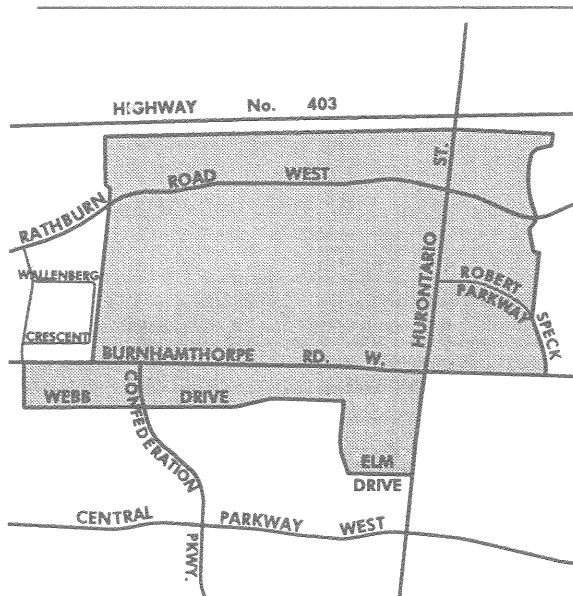 HIGHWAY No. 403
ST.
ROAD WEST
RATHBURN
HURONTARIO
WALLENBERG
ROBERT
SPECK
PARKWAY
CRESCENT
BURNHAMTHORPE RD. W.
WEBB DRIVE
CONFEDERATION
PKWY.
ELM
DRIVE
CENTRAL PARKWAY WEST